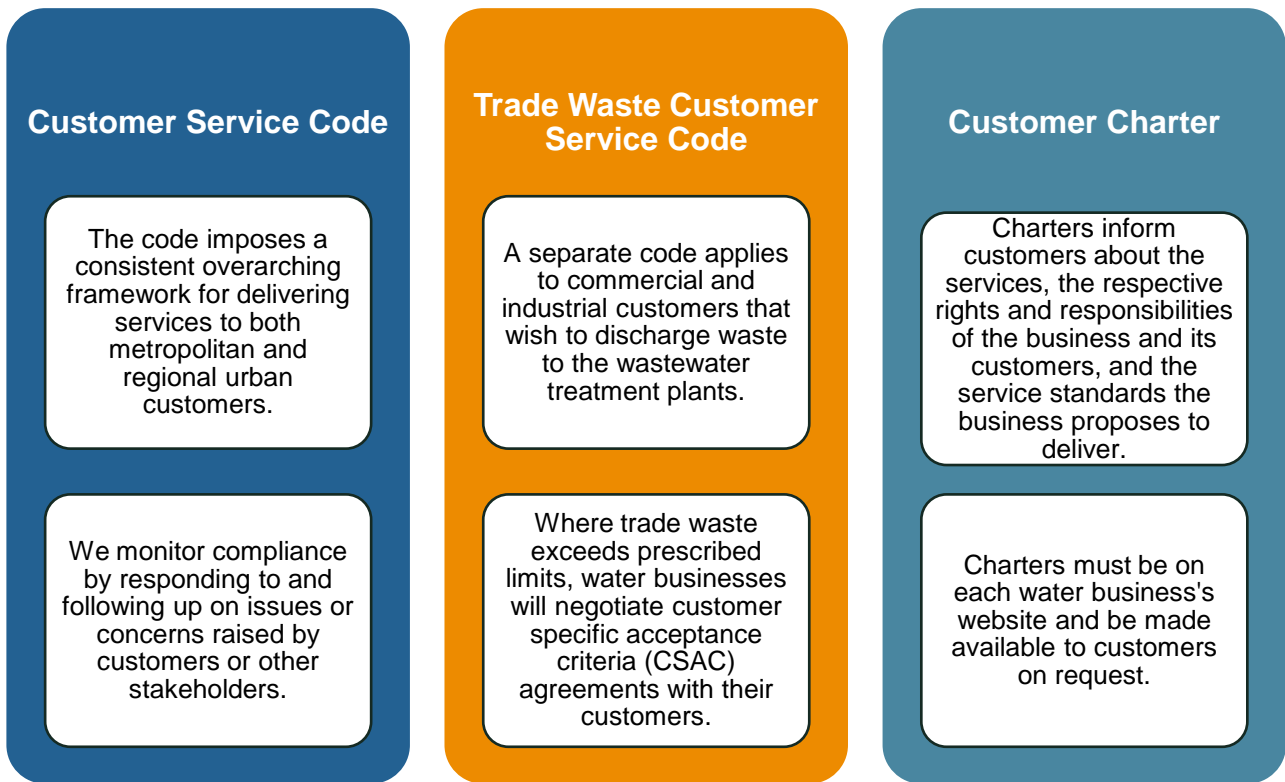 Customer Service Code
The code imposes a
consistent overarching
framework for delivering
services to both
metropolitan and
regional urban
customers.
We monitor compliance
by responding to and
following up on issues or
concerns raised by
customers or other
stakeholders.
Trade Waste Customer
Service Code
A separate code applies
to commercial and
industrial customers that
wish to discharge waste
to the wastewater
treatment plants.
Where trade waste
exceeds prescribed
limits, water businesses
will negotiate customer
specific acceptance
criteria (CSAC)
agreements with their
customers.
Customer Charter
Charters inform
customers about the
services, the respective
rights and responsibilities
of the business and its
customers, and the
service standards the
business proposes to
deliver.
Charters must be on
each water business's
website and be made
available to customers
on request.